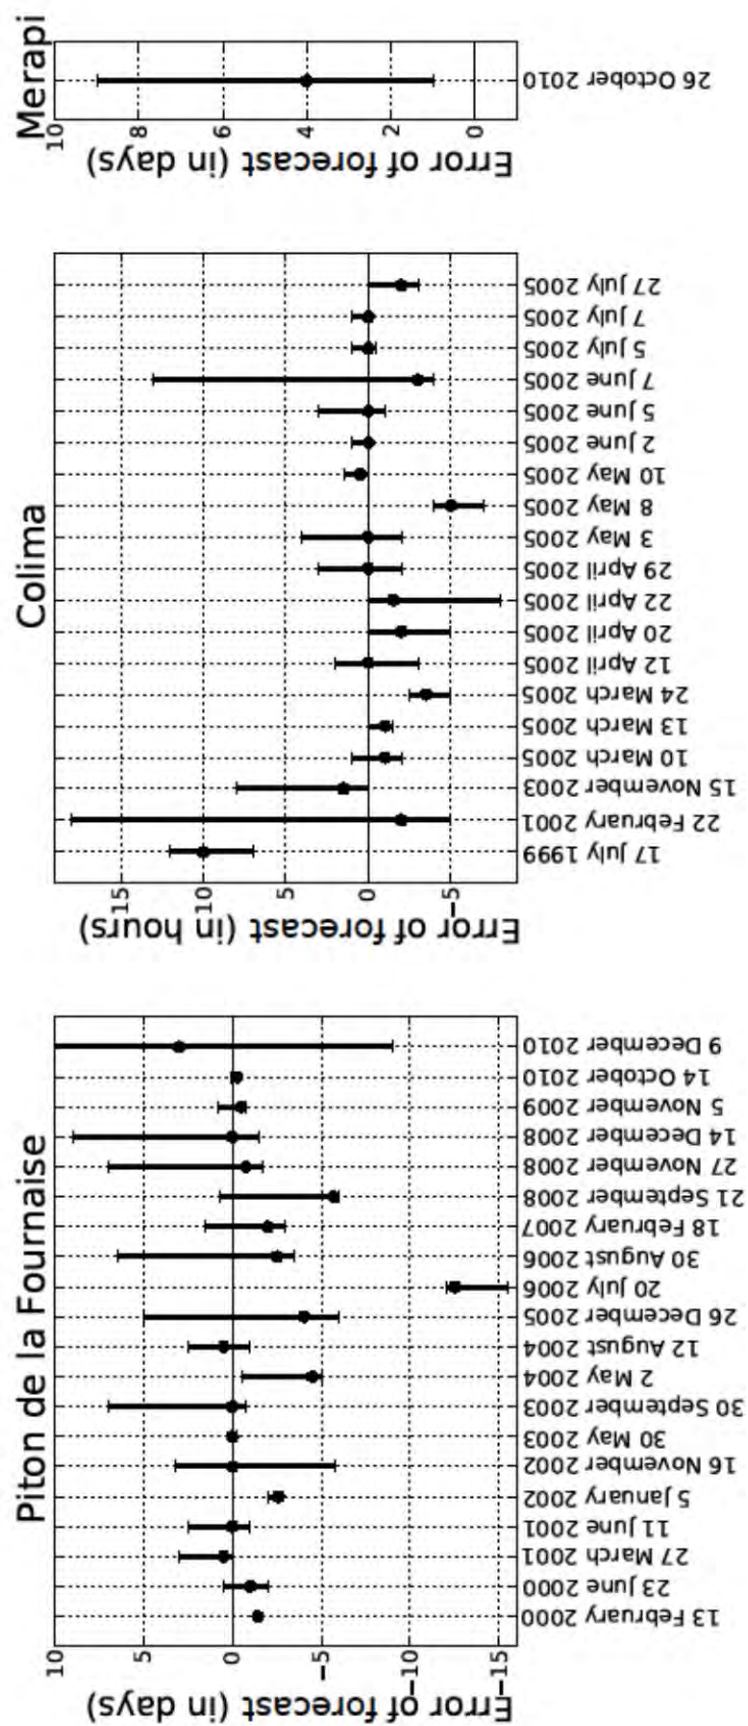 Piton de la Fournaise
Error of forecast (in days)
10
5
0
−5
−10
−15
13 February 2000
23 June 2000
27 March 2001
11 June 2001
5 January 2002
16 November 2002
30 May 2003
30 September 2003
2 May 2004
12 August 2004
26 December 2005
20 July 2006
30 August 2006
18 February 2007
21 September 2008
27 November 2008
14 December 2008
5 November 2009
14 October 2010
9 December 2010
Colima
Error of forecast (in hours)
15
10
5
0
−5
17 July 1999
22 February 2001
15 November 2003
10 March 2005
13 March 2005
24 March 2005
12 April 2005
20 April 2005
22 April 2005
29 April 2005
3 May 2005
8 May 2005
10 May 2005
2 June 2005
5 June 2005
7 June 2005
5 July 2005
7 July 2005
27 July 2005
Merapi
Error of forecast (in days)
10
8
6
4
2
0
26 October 2010